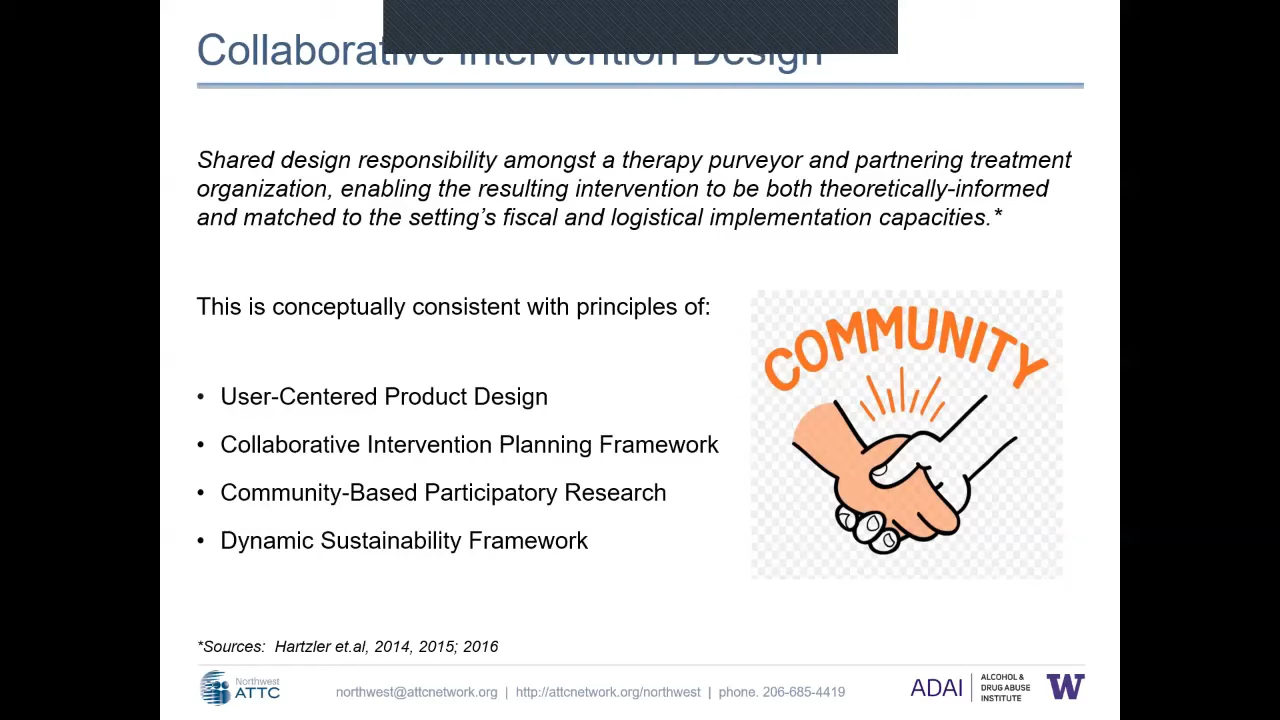 Collaborative Intervention Design
Shared design responsibility amongst a therapy purveyor and partnering treatment
organization, enabling the resulting intervention to be both theoretically-informed
and matched to the setting’s fiscal and logistical implementation capacities.*
This is conceptually consistent with principles of:
• User-Centered Product Design
• Collaborative Intervention Planning Framework
• Community-Based Participatory Research
• Dynamic Sustainability Framework
COMMUNITY
*Sources: Hartzler et.al, 2014, 2015; 2016
Northwest
ATTC
northwest@attcnetwork.org | http://attcnetwork.org/northwest | phone. 206-685-4419
ADAI
ALCOHOL &
DRUG ABUSE
INSTITUTE
W